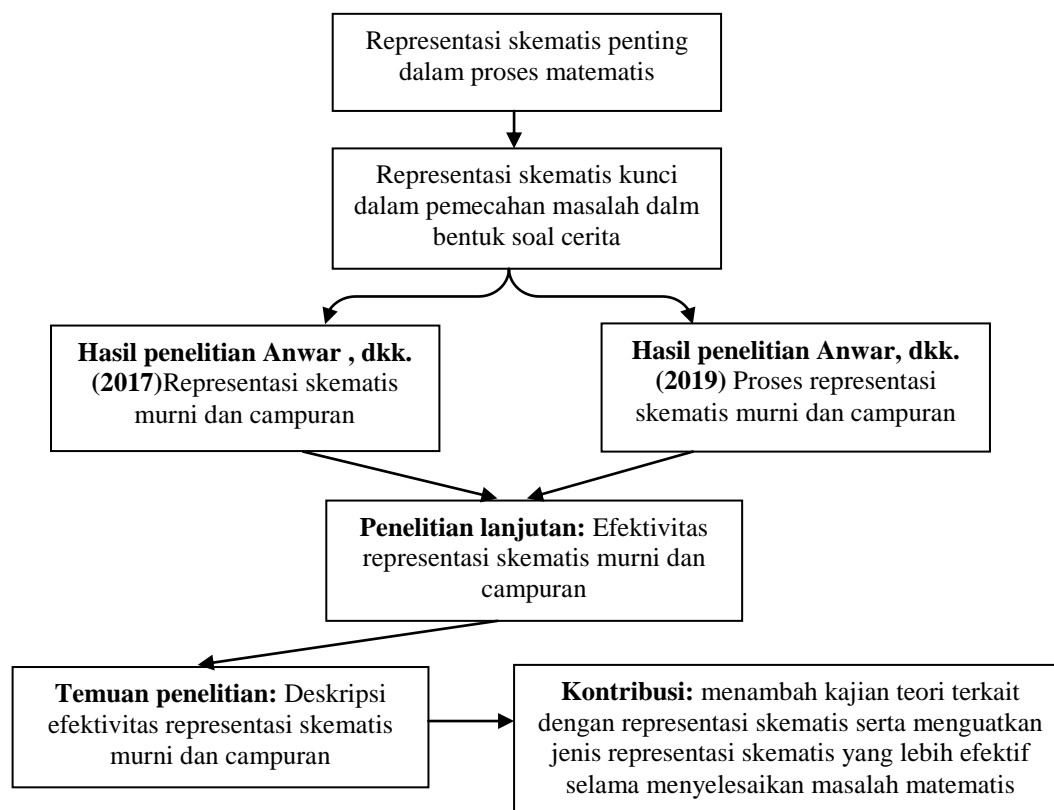 Representasi skematis penting
dalam proses matematis
Representasi skematis kunci
dalam pemecahan masalah dalm
bentuk soal cerita
Hasil penelitian Anwar , dkk.
(2017)Representasi skematis
murni dan campuran
Hasil penelitian Anwar, dkk.
(2019) Proses representasi
skematis murni dan campuran
Penelitian lanjutan: Efektivitas
representasi skematis murni dan
campuran
Temuan penelitian: Deskripsi
efektivitas representasi skematis
murni dan campuran
Kontribusi: menambah kajian teori terkait
dengan representasi skematis serta menguatkan
jenis representasi skematis yang lebih efektif
selama menyelesaikan masalah matematis